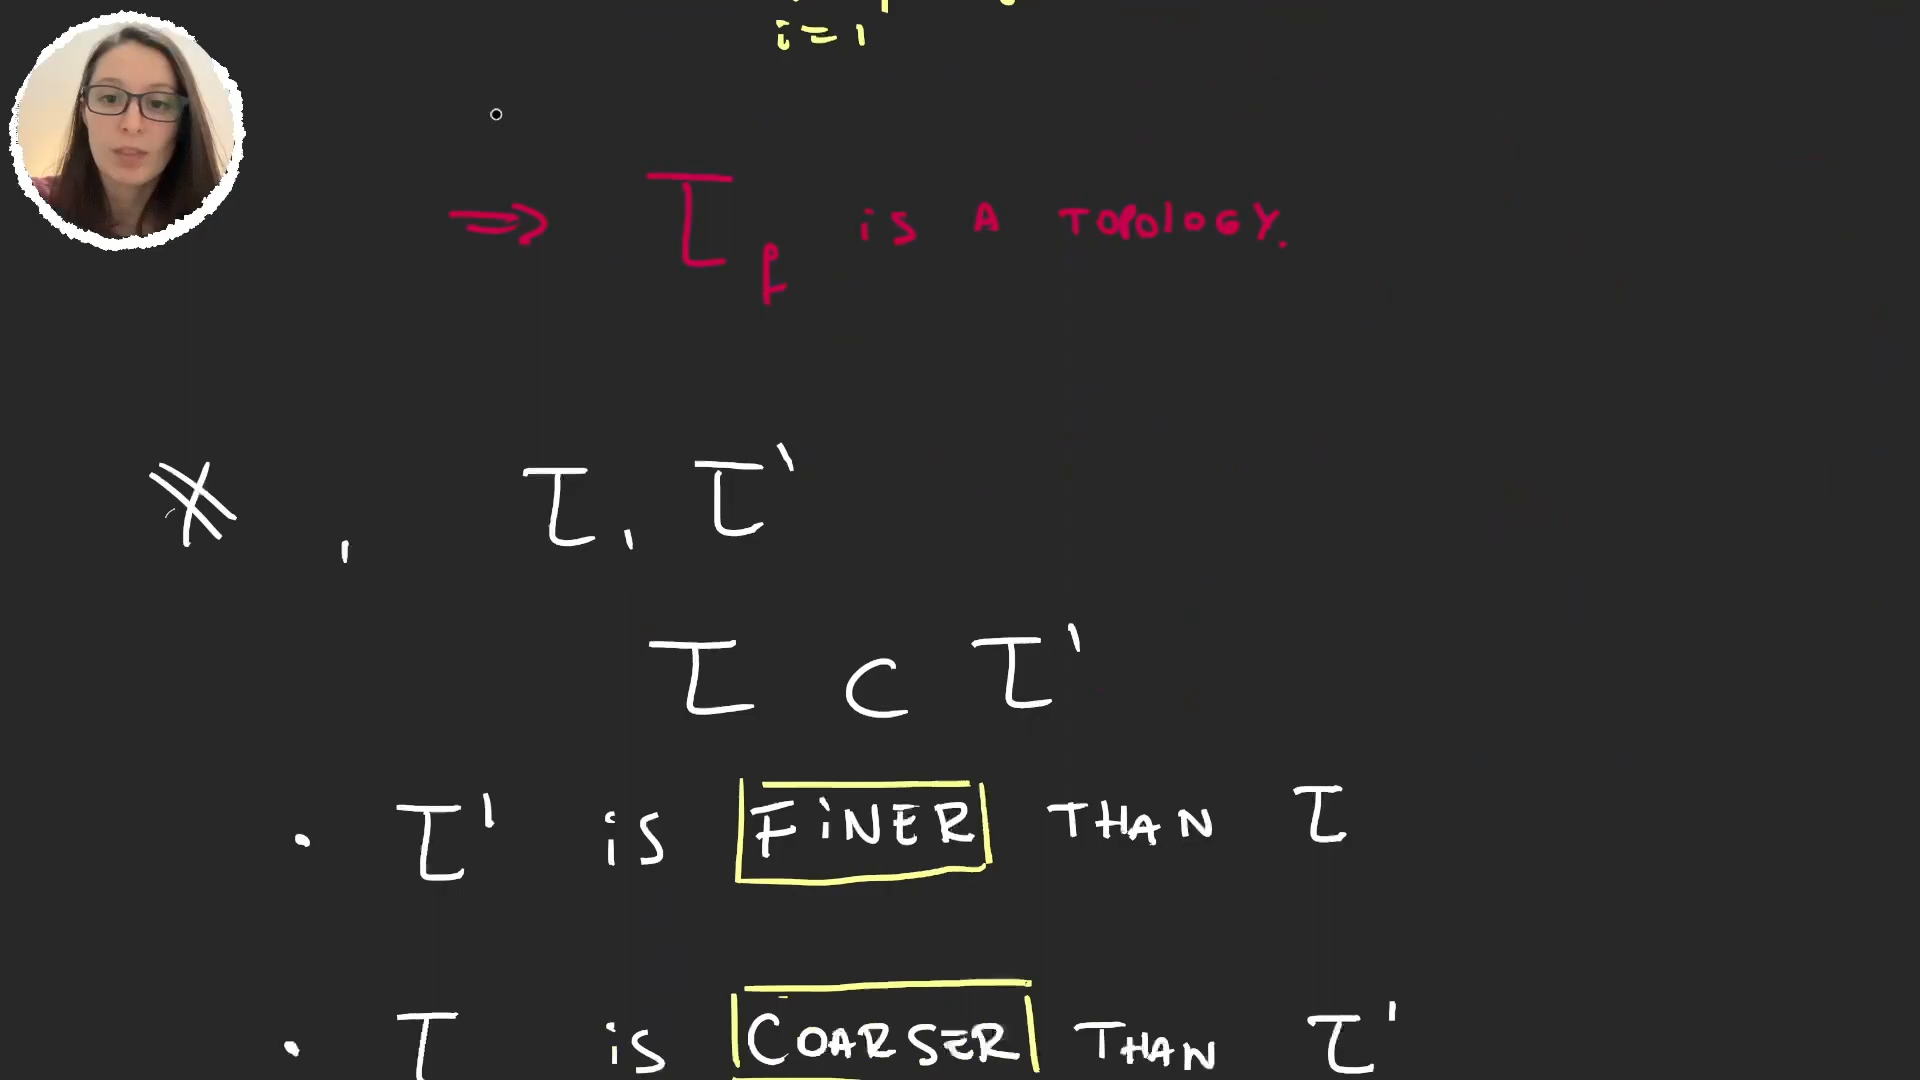 i=1
⇒ τ_f is A TOPOLOGY.
X, τ, τ'
τ ⊂ τ'
• τ' is FiNER THAN τ
• τ is COARSER THAN τ'